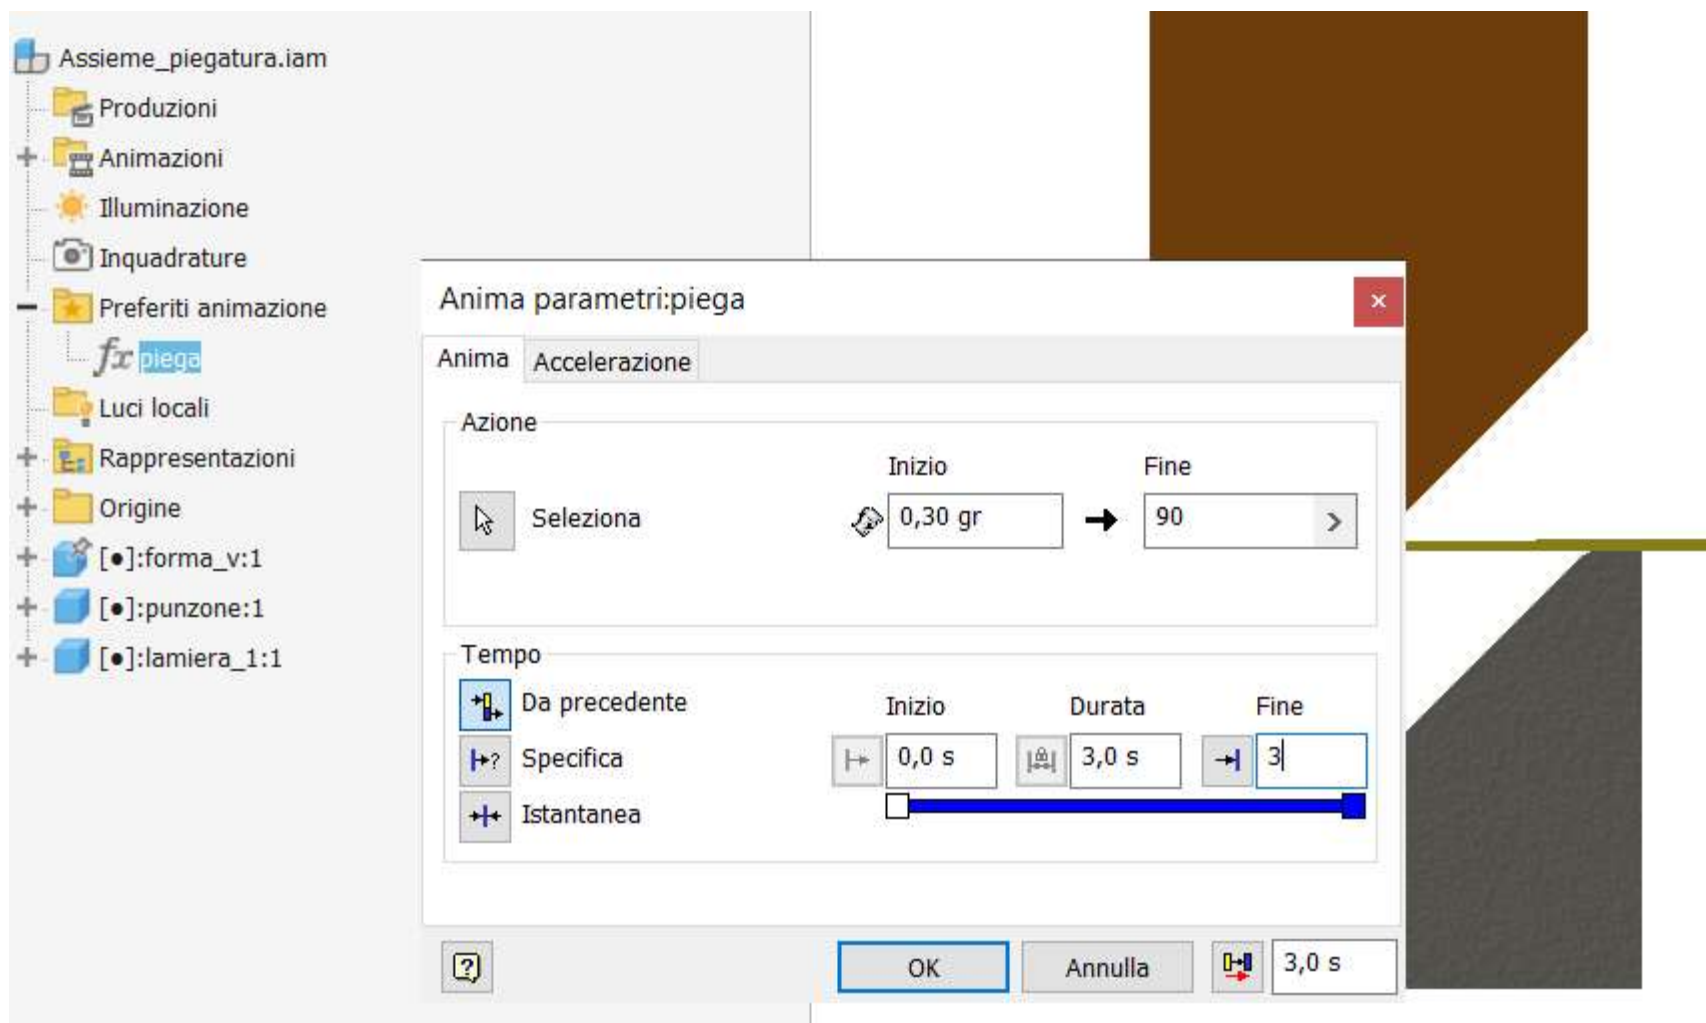 Assieme_piegatura.iam
Produzioni
Animazioni
Illuminazione
Inquadrature
Preferiti animazione
fx piega
Luci locali
Rappresentazioni
Origine
[●]:forma_v:1
[●]:punzone:1
[●]:lamiera_1:1
Anima parametri:piega
Anima Accelerazione
Azione
Inizio Fine
Seleziona 0,30 gr 90 >
Tempo
Da precedente Inizio Durata Fine
Specifica 0,0 s 3,0 s 3
Istantanea
OK Annulla 3,0 s